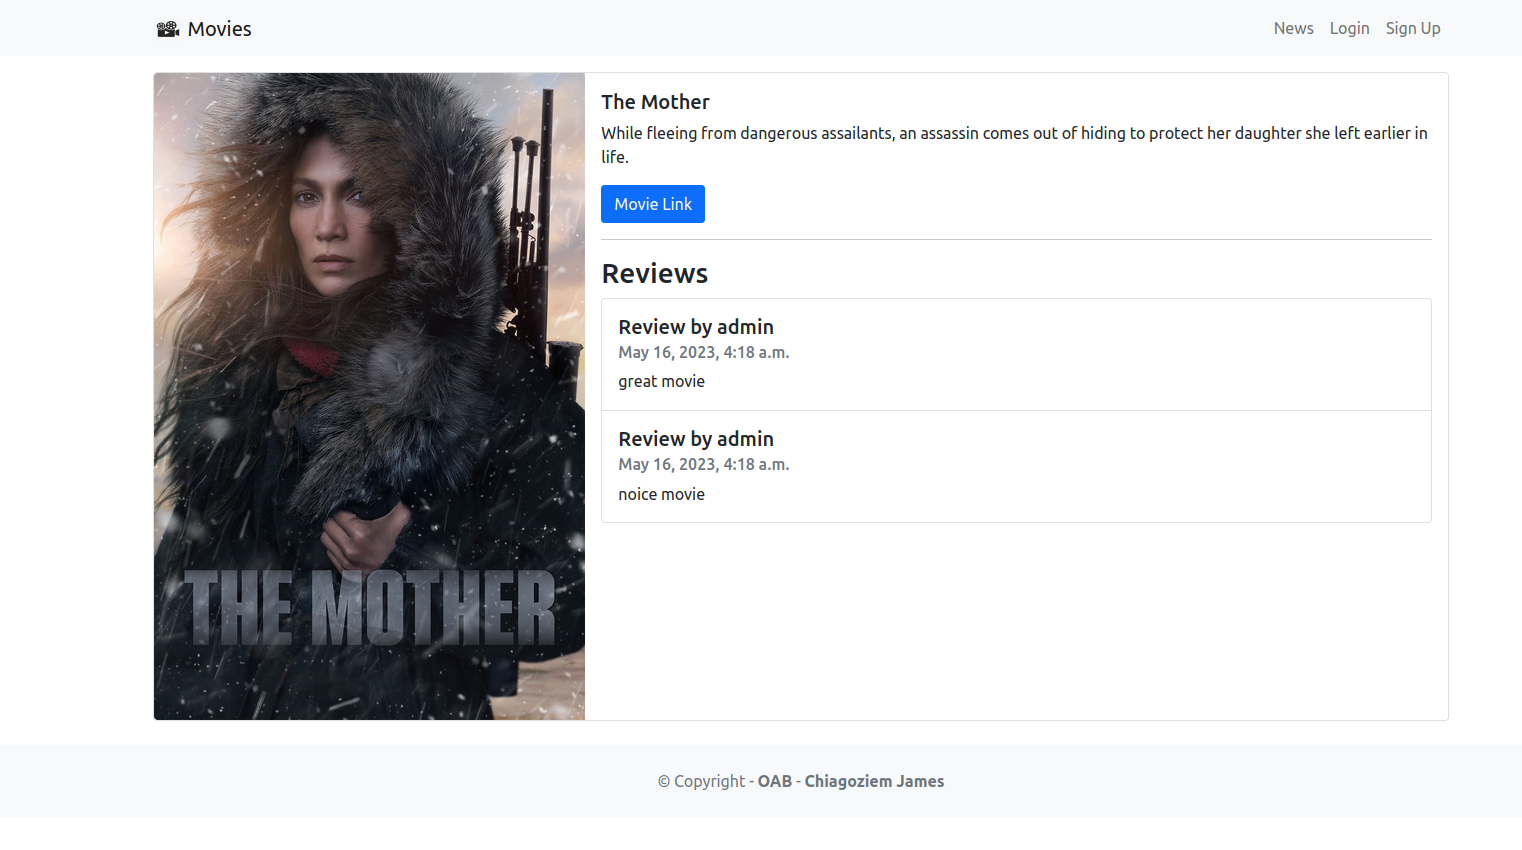 Movies
News Login Sign Up
The Mother
While fleeing from dangerous assailants, an assassin comes out of hiding to protect her daughter she left earlier in
life.
Movie Link
Reviews
Review by admin
May 16, 2023, 4:18 a.m.
great movie
Review by admin
May 16, 2023, 4:18 a.m.
noice movie
THE MOTHER
© Copyright - OAB - Chiagoziem James